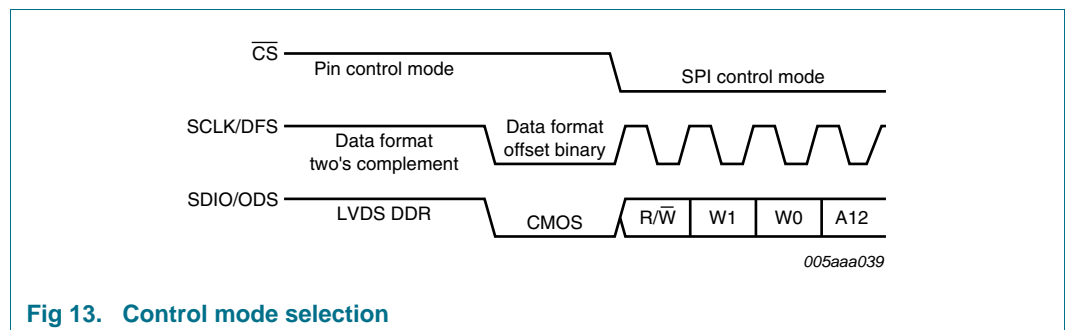 C̅S̅
Pin control mode
SPI control mode
SCLK/DFS
Data format
two's complement
Data format
offset binary
SDIO/ODS
LVDS DDR
CMOS
R/W̅
W1
W0
A12
005aaa039
Fig 13. Control mode selection